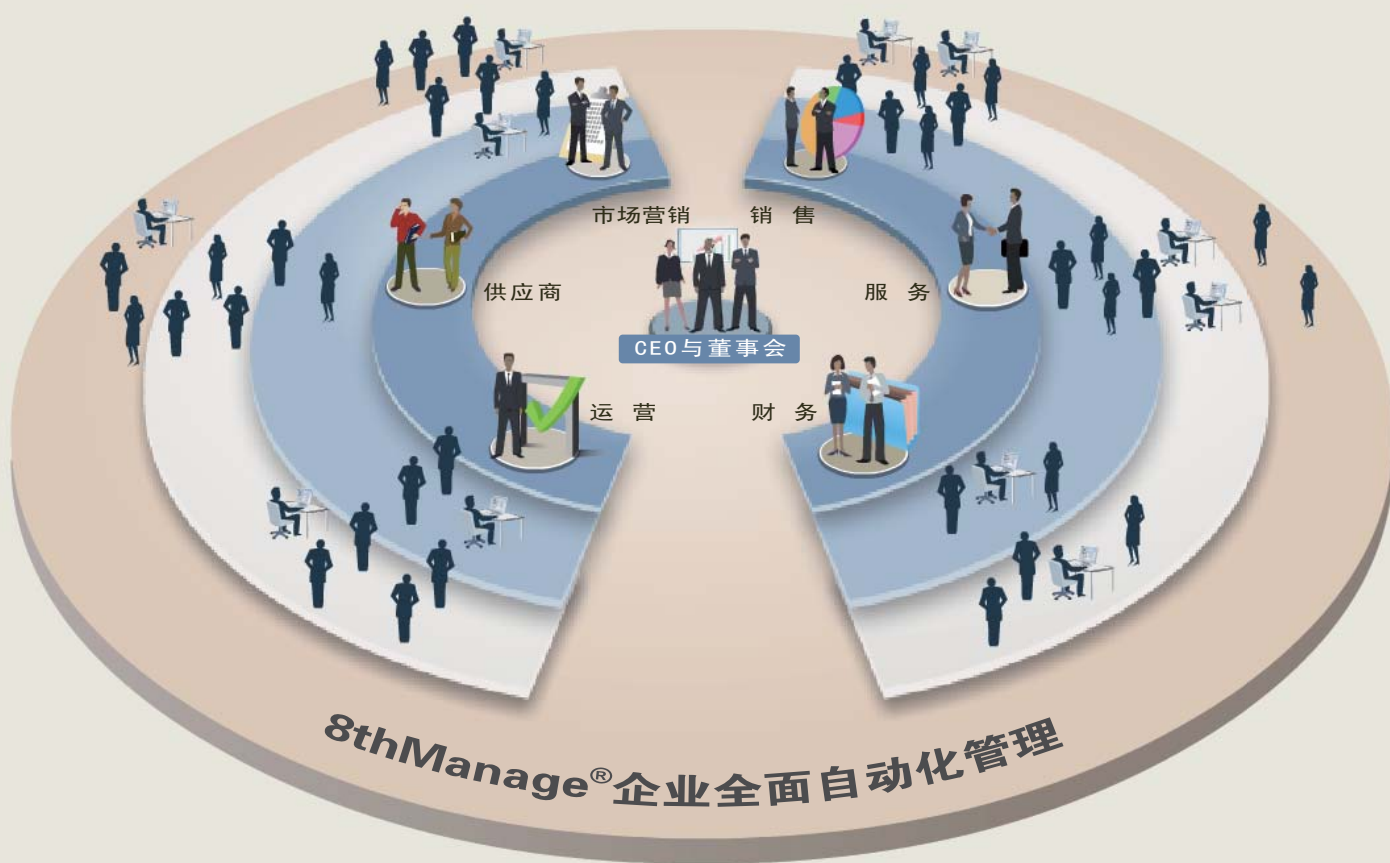 市场营销
销 售
供应商
服 务
CEO与董事会
运 营
财 务
8thManage®企业全面自动化管理